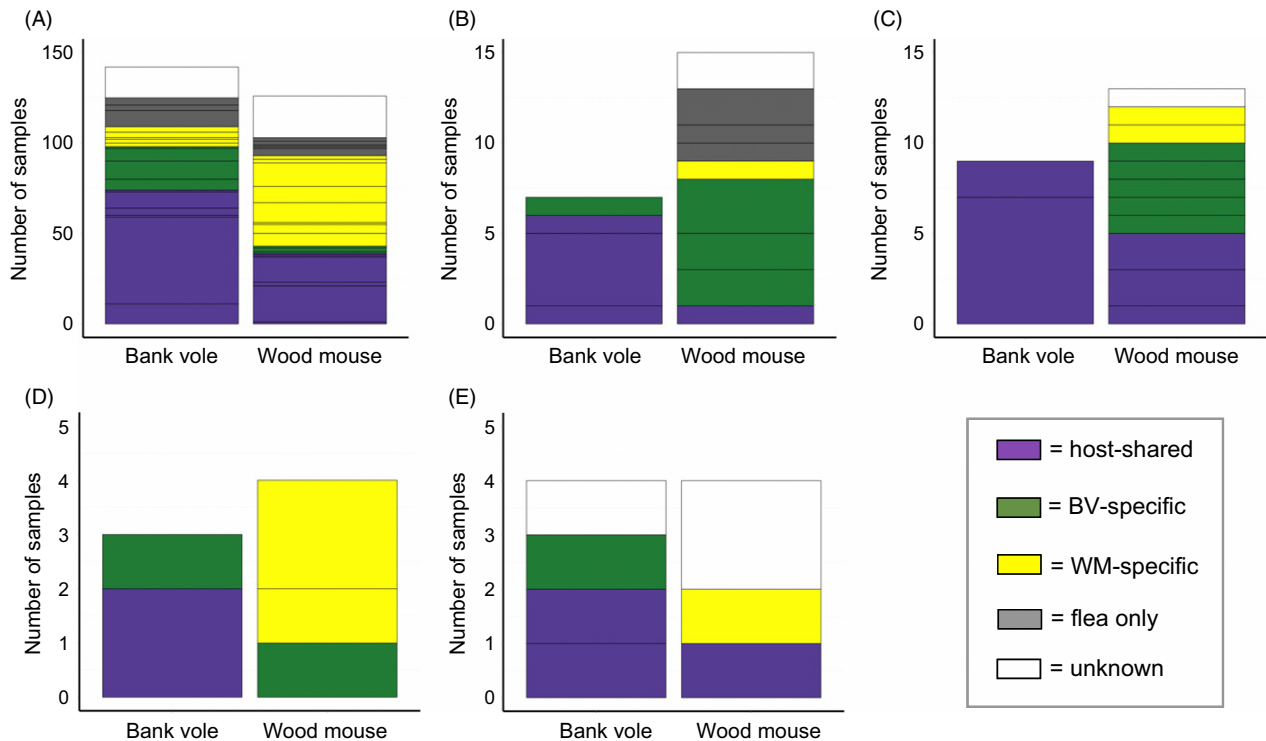 (A)
Number of samples
150
100
50
0
Bank vole
Wood mouse
(B)
Number of samples
15
10
5
0
Bank vole
Wood mouse
(C)
Number of samples
15
10
5
0
Bank vole
Wood mouse
(D)
Number of samples
5
4
3
2
1
0
Bank vole
Wood mouse
(E)
Number of samples
5
4
3
2
1
0
Bank vole
Wood mouse
= host-shared
= BV-specific
= WM-specific
= flea only
= unknown